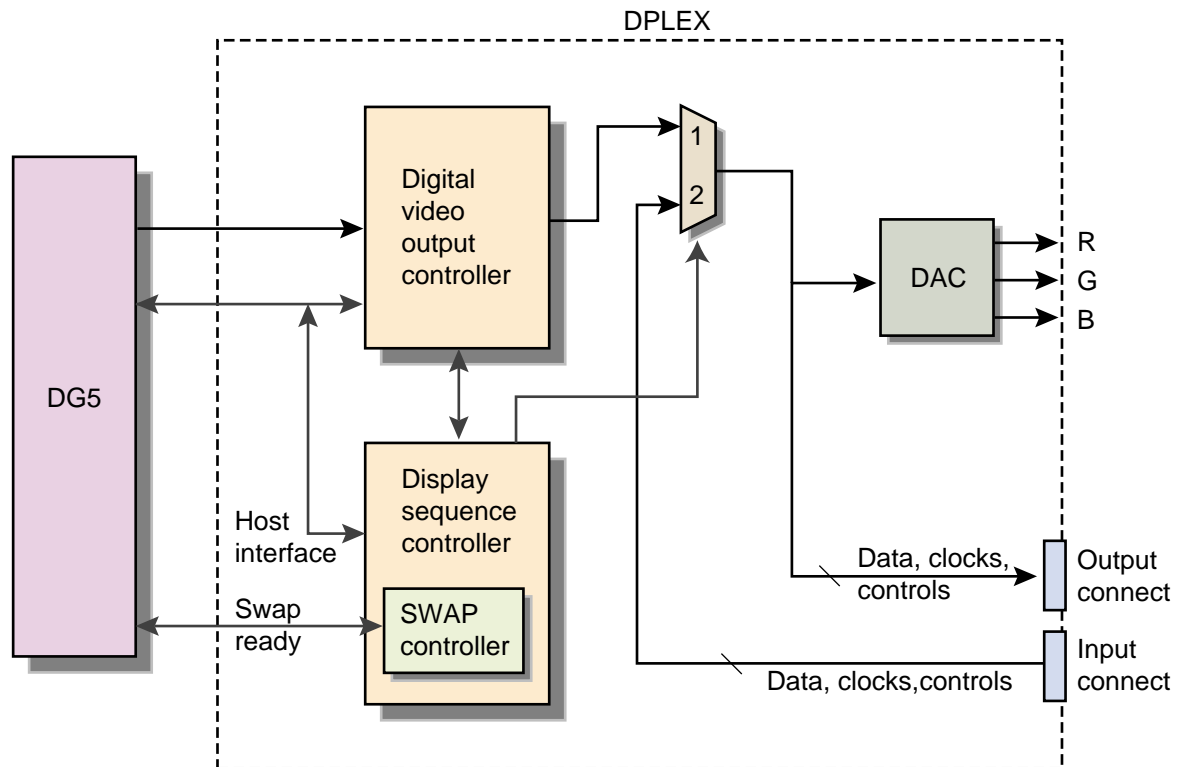 DPLEX
Digital
video
output
controller
1
2
DAC
R
G
B
DG5
Display
sequence
controller
Host
interface
SWAP
controller
Swap
ready
Data, clocks,
controls
Output
connect
Data, clocks,controls
Input
connect